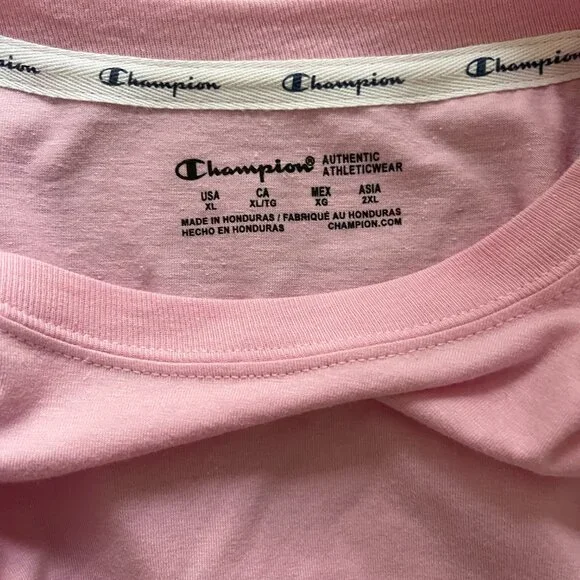 Champion Champion Champion
Champion® AUTHENTIC ATHLETICWEAR
USA CA MEX ASIA
XL XL/TG XG 2XL
MADE IN HONDURAS / FABRIQUÉ AU HONDURAS
HECHO EN HONDURAS CHAMPION.COM